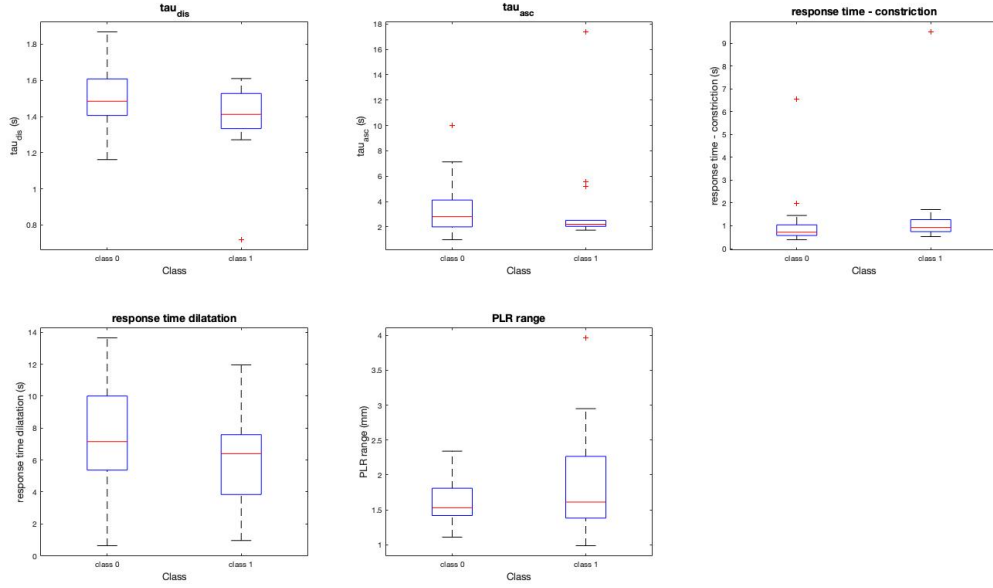 tau_dis
tau_dis (s)
1.8
1.6
1.4
1.2
1
0.8
class 0 class 1
Class
tau_asc
tau_asc (s)
18
16
14
12
10
8
6
4
2
class 0 class 1
Class
response time - constriction
response time - constriction (s)
9
8
7
6
5
4
3
2
1
0
class 0 class 1
Class
response time dilatation
response time dilatation (s)
14
12
10
8
6
4
2
0
class 0 class 1
Class
PLR range
PLR range (mm)
4
3.5
3
2.5
2
1.5
1
class 0 class 1
Class